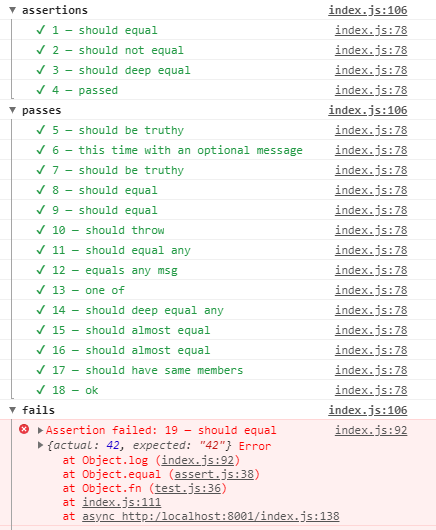 ▼ assertions index.js:106
✓ 1 — should equal index.js:78
✓ 2 — should not equal index.js:78
✓ 3 — should deep equal index.js:78
✓ 4 — passed index.js:78
▼ passes index.js:106
✓ 5 — should be truthy index.js:78
✓ 6 — this time with an optional message index.js:78
✓ 7 — should be truthy index.js:78
✓ 8 — should equal index.js:78
✓ 9 — should equal index.js:78
✓ 10 — should throw index.js:78
✓ 11 — should equal any index.js:78
✓ 12 — equals any msg index.js:78
✓ 13 — one of index.js:78
✓ 14 — should deep equal any index.js:78
✓ 15 — should almost equal index.js:78
✓ 16 — should almost equal index.js:78
✓ 17 — should have same members index.js:78
✓ 18 — ok index.js:78
▼ fails index.js:106
▶ Assertion failed: 19 — should equal index.js:92
▶ {actual: 42, expected: "42"} Error
at Object.log (index.js:92)
at Object.equal (assert.js:38)
at Object.fn (test.js:36)
at index.js:111
at async http:/localhost:8001/index.js:138